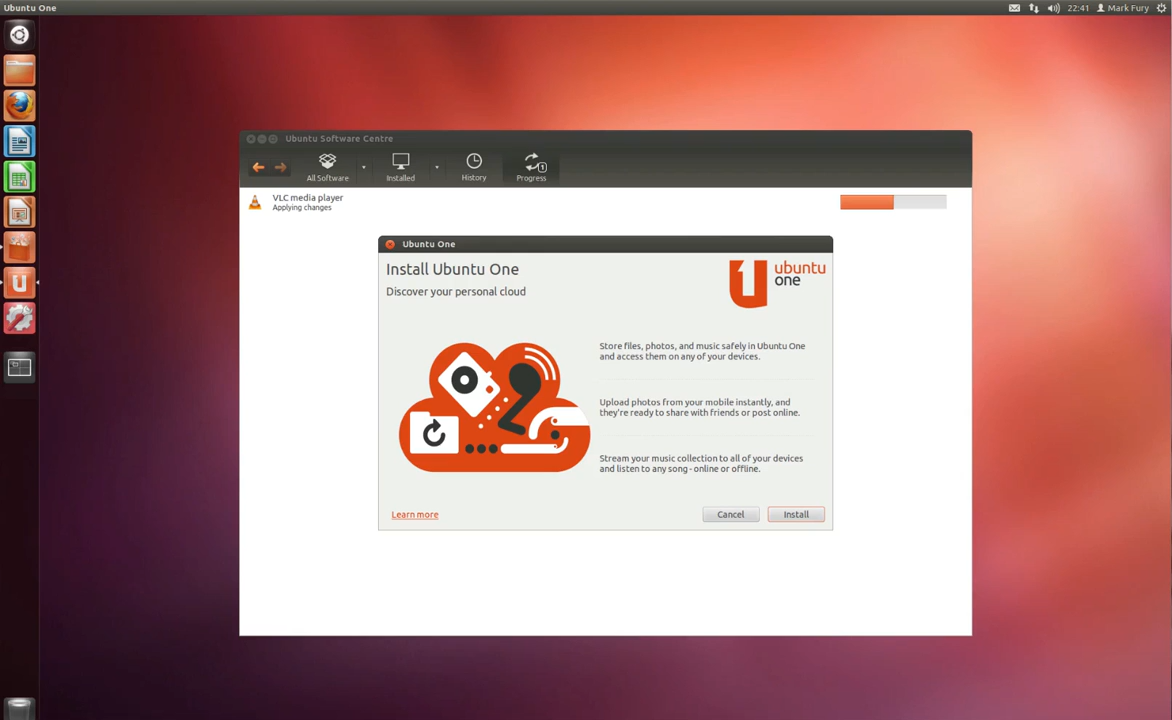 Ubuntu One
22:41
Mark Fury
Ubuntu Software Centre
All Software
Installed
History
1
Progress
VLC media player
Applying changes
Ubuntu One
Install Ubuntu One
Discover your personal cloud
ubuntu
one
Store files, photos, and music safely in Ubuntu One
and access them on any of your devices.
Upload photos from your mobile instantly, and
they're ready to share with friends or post online.
Stream your music collection to all of your devices
and listen to any song - online or offline.
Learn more
Cancel
Install